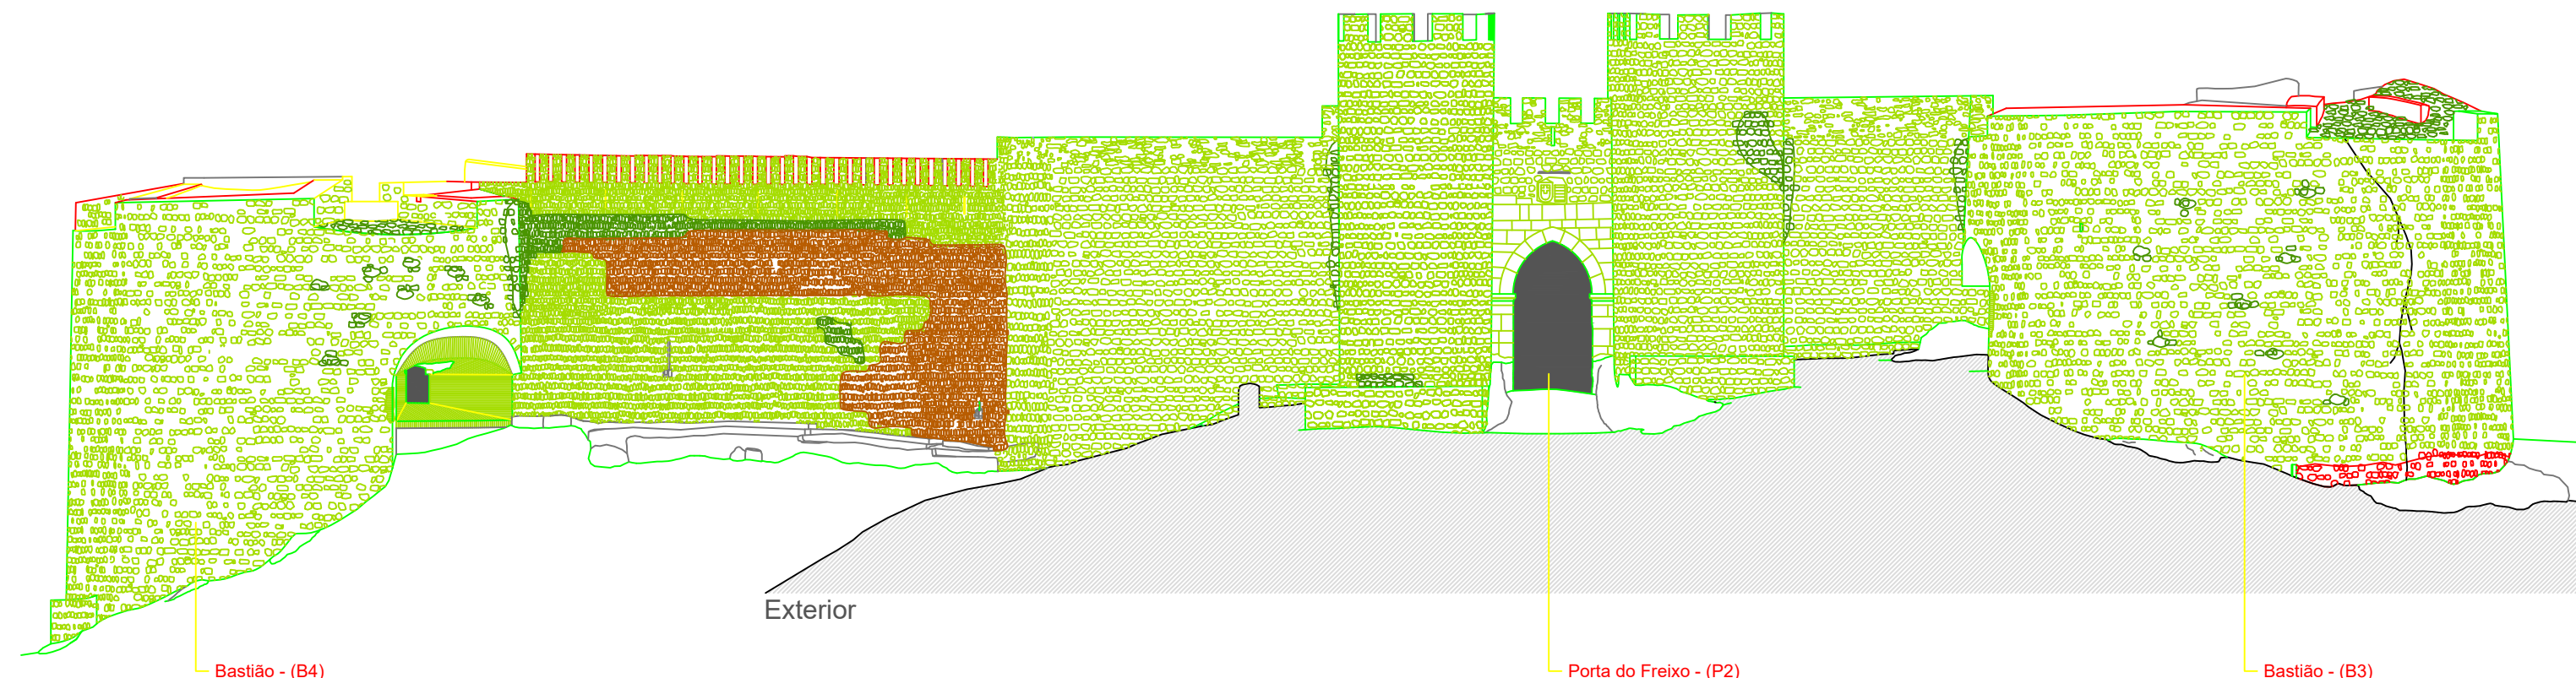 Exterior
Bastião - (B4)
Porta do Freixo - (P2)
Bastião - (B3)